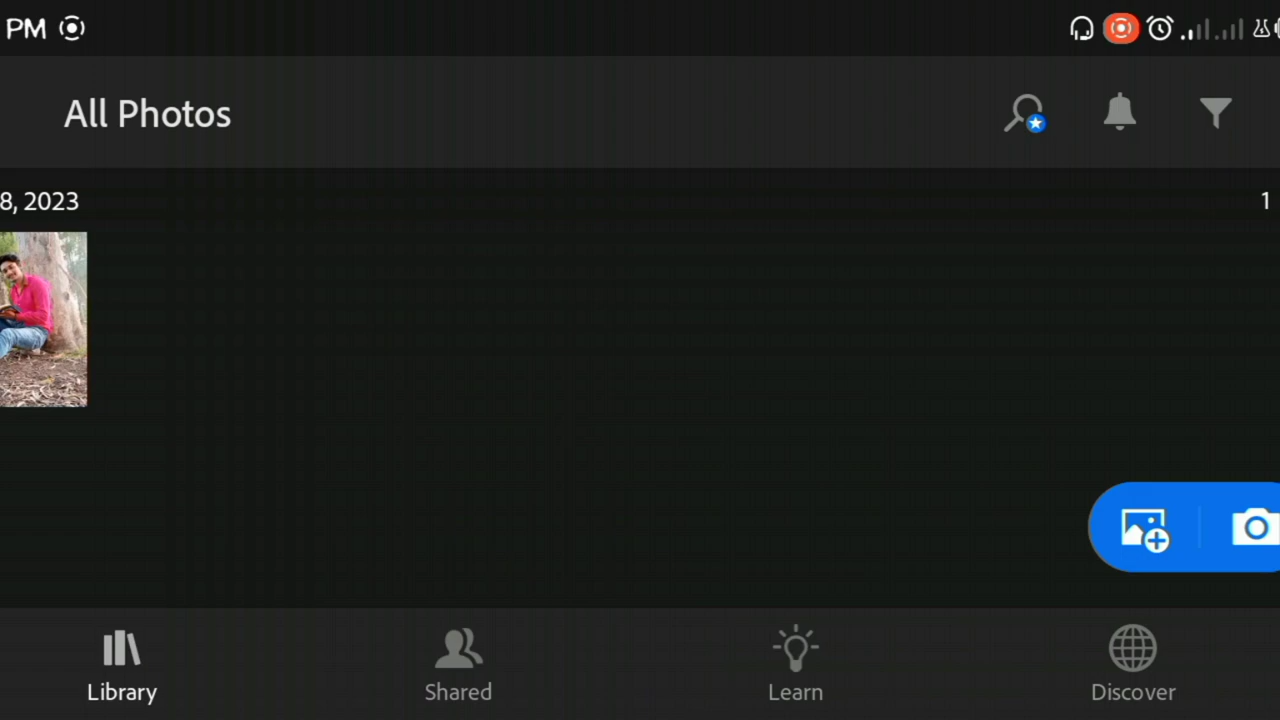 PM
All Photos
8, 2023
1
Library
Shared
Learn
Discover